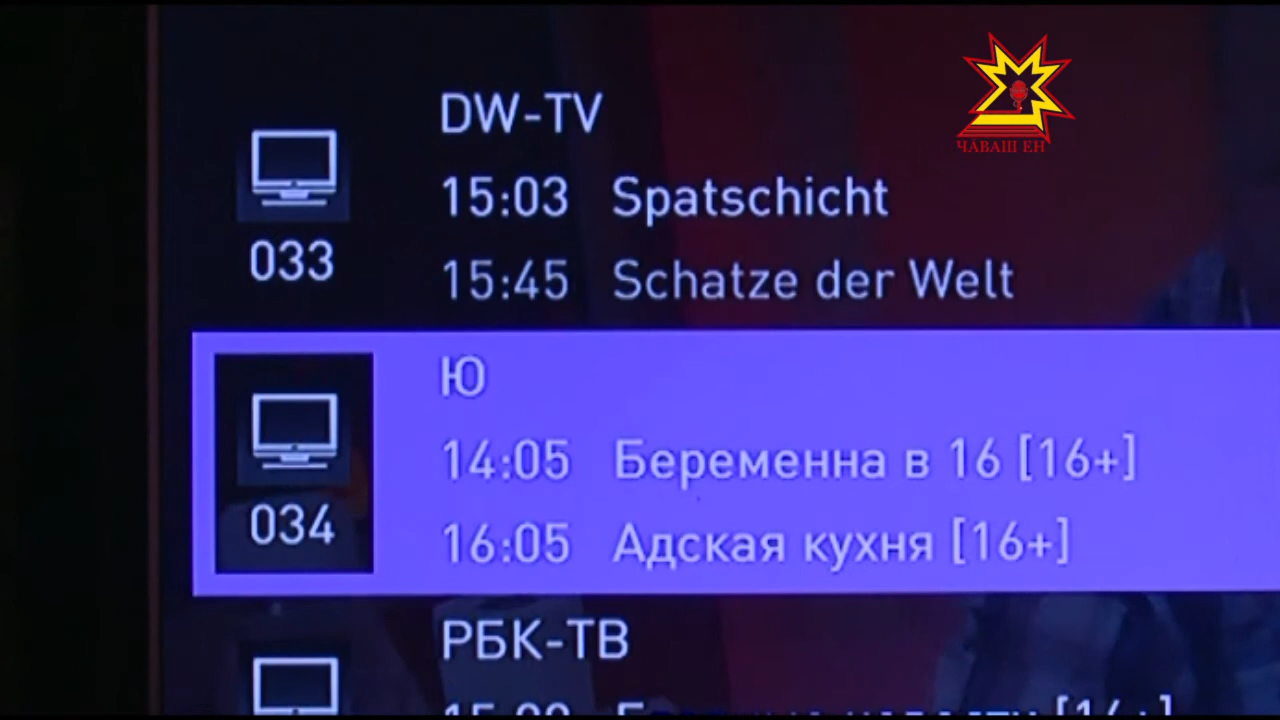 DW-TV
15:03 Spatschicht
033
15:45 Schatze der Welt
Ю
14:05 Беременна в 16 [16+]
034
16:05 Адская кухня [16+]
РБК-ТВ
ЧӐВАШ ЕН